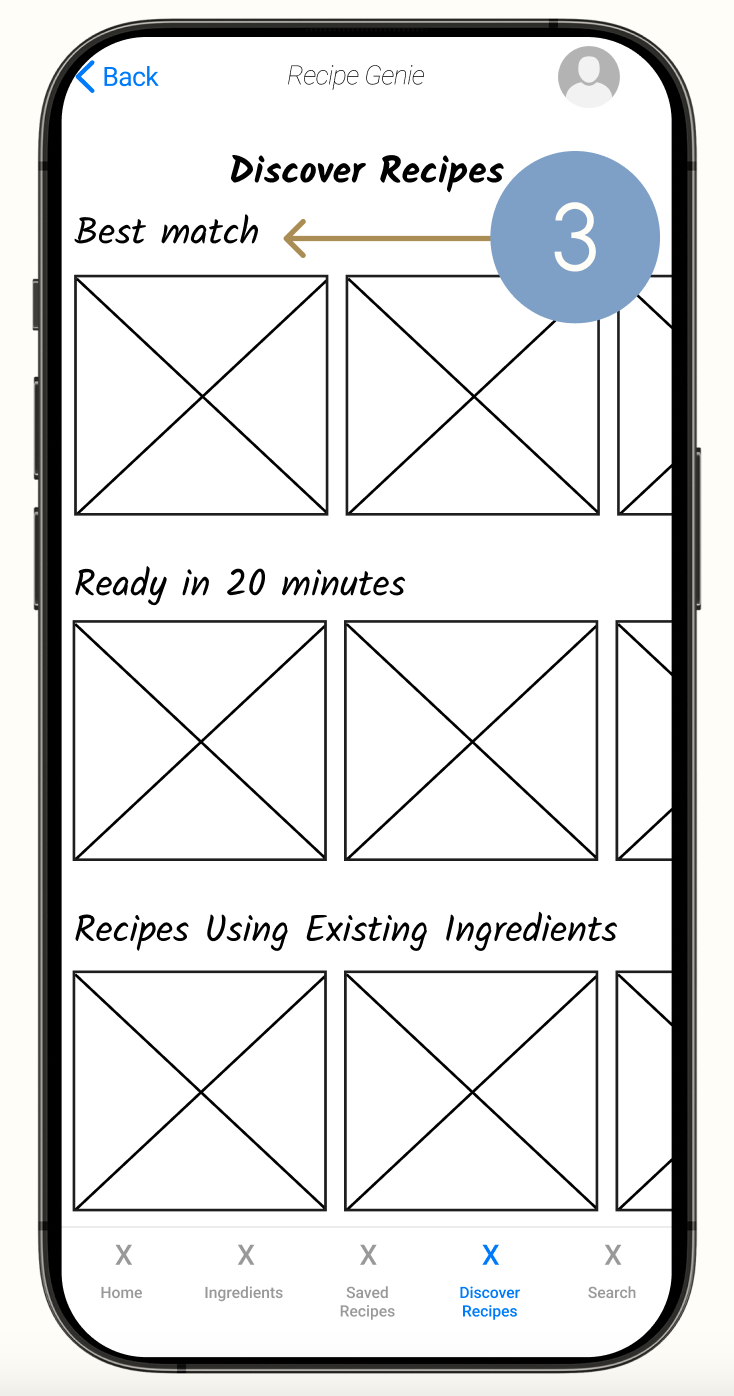 Back
Recipe Genie
Discover Recipes
3
Best match
Ready in 20 minutes
Recipes Using Existing Ingredients
X X X X X
Home Ingredients Saved Recipes Discover Recipes Search